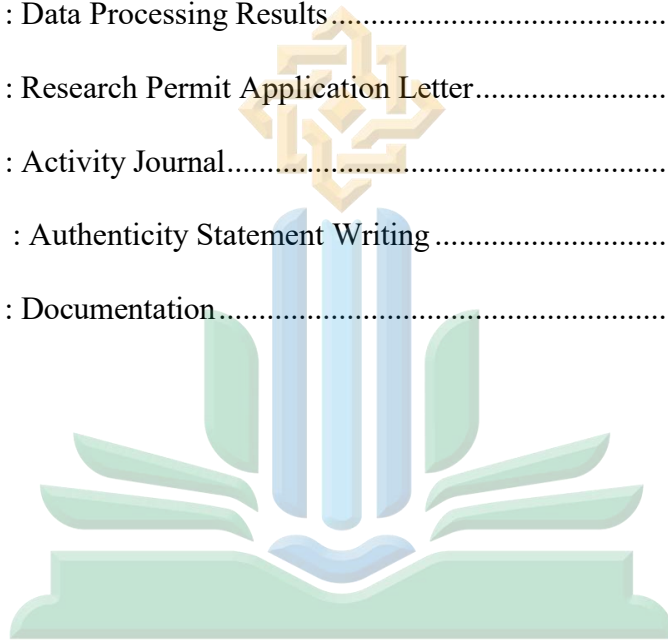 : Data Processing Results......................................
: Research Permit Application Letter.......................
: Activity Journal.....................................................
: Authenticity Statement Writing ...........................
: Documentation......................................................